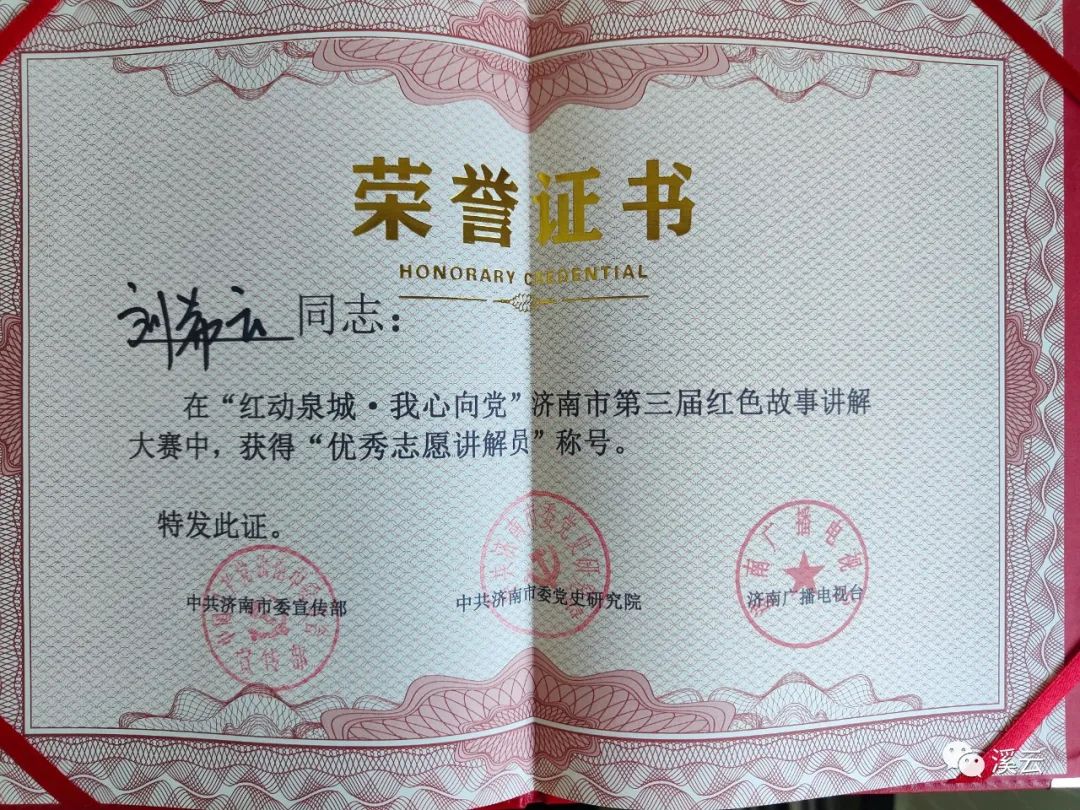 荣誉证书
HONORARY CREDENTIAL
刘希云同志：
在“红动泉城·我心向党”济南市第三届红色故事讲解
大赛中，获得“优秀志愿讲解员”称号。
特发此证。
中共济南市委宣传部
中共济南市委党史研究院
济南广播电视台
溪云